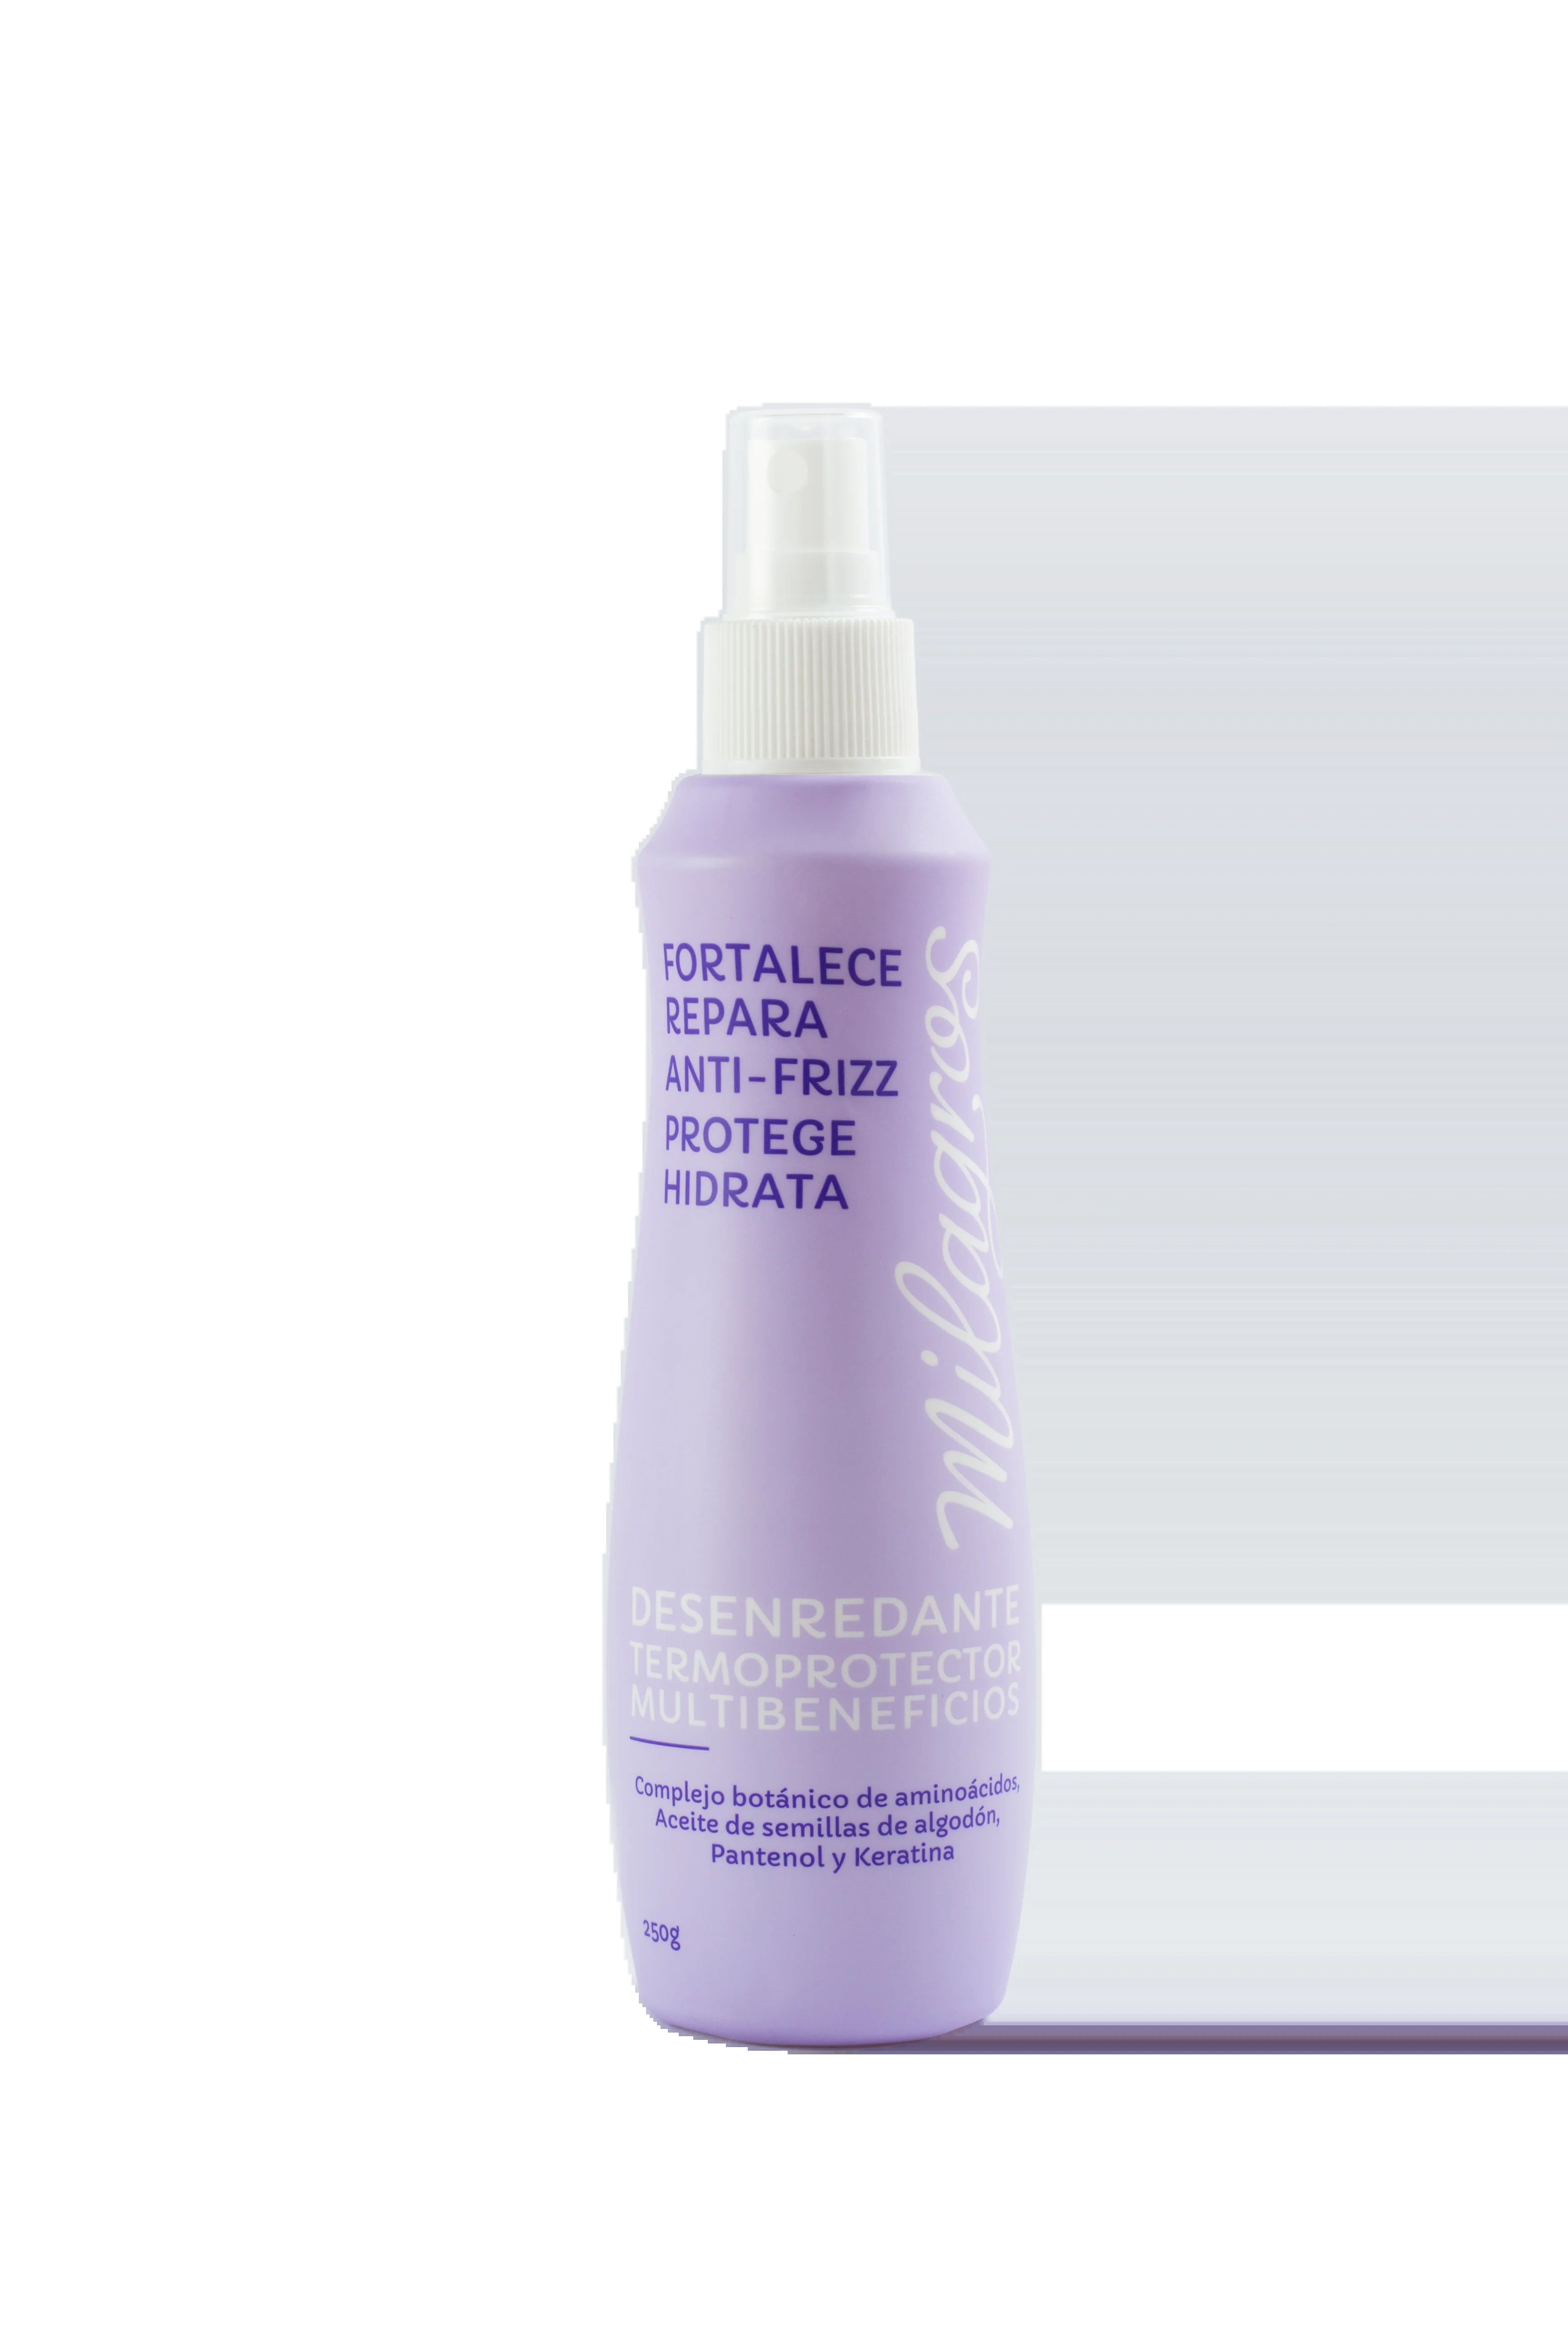 FORTALECE
REPARA
ANTI-FRIZZ
PROTEGE
HIDRATA
Milagros
DESENREDANTE
TERMOPROTECTOR
MULTIBENEFICIOS
Complejo botánico de aminoácidos,
Aceite de semillas de algodón,
Pantenol y Keratina
250g